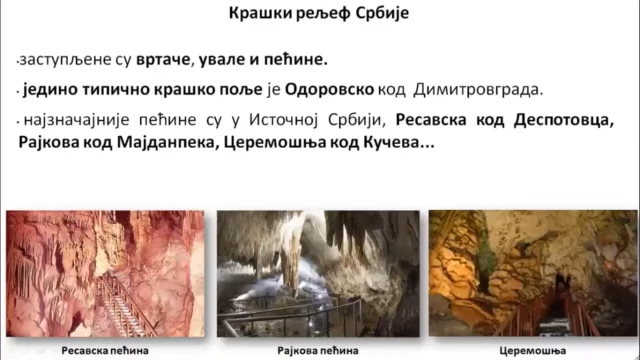 Крашки рељеф Србије
.заступљене су вртаче, увале и пећине.
. једино типично крашко поље је Одоровско код Димитровграда.
. најзначајније пећине су у Источној Србији, Ресавска код Деспотовца,
Рајкова код Мајданпека, Церемошња код Кучева...
Ресавска пећина
Рајкова пећина
Церемошња